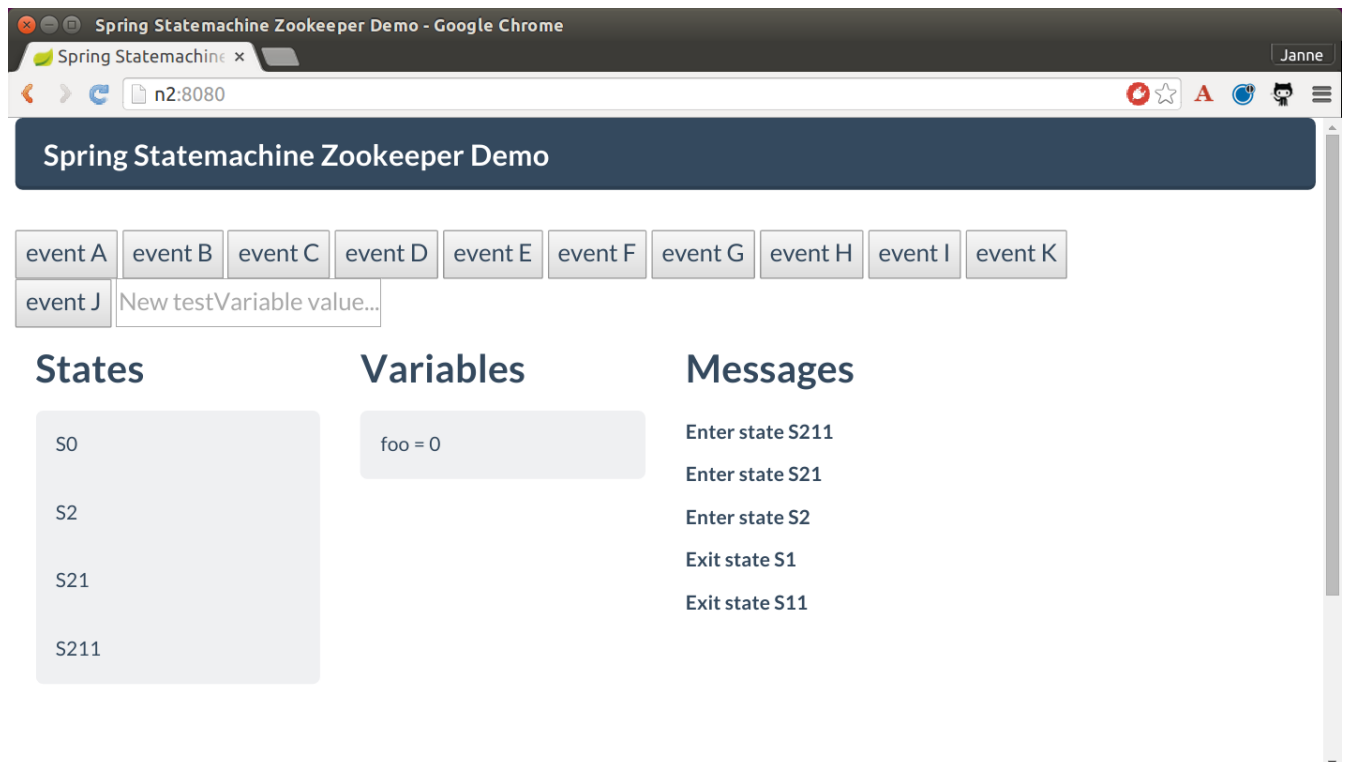 Spring Statemachine Zookeeper Demo - Google Chrome
Spring Statemachine
Janne
n2:8080
A
Spring Statemachine Zookeeper Demo
event A event B event C event D event E event F event G event H event I event K
event J New testVariable value...
States Variables Messages
S0 foo = 0 Enter state S211
Enter state S21
S2 Enter state S2
Exit state S1
S21
Exit state S11
S211